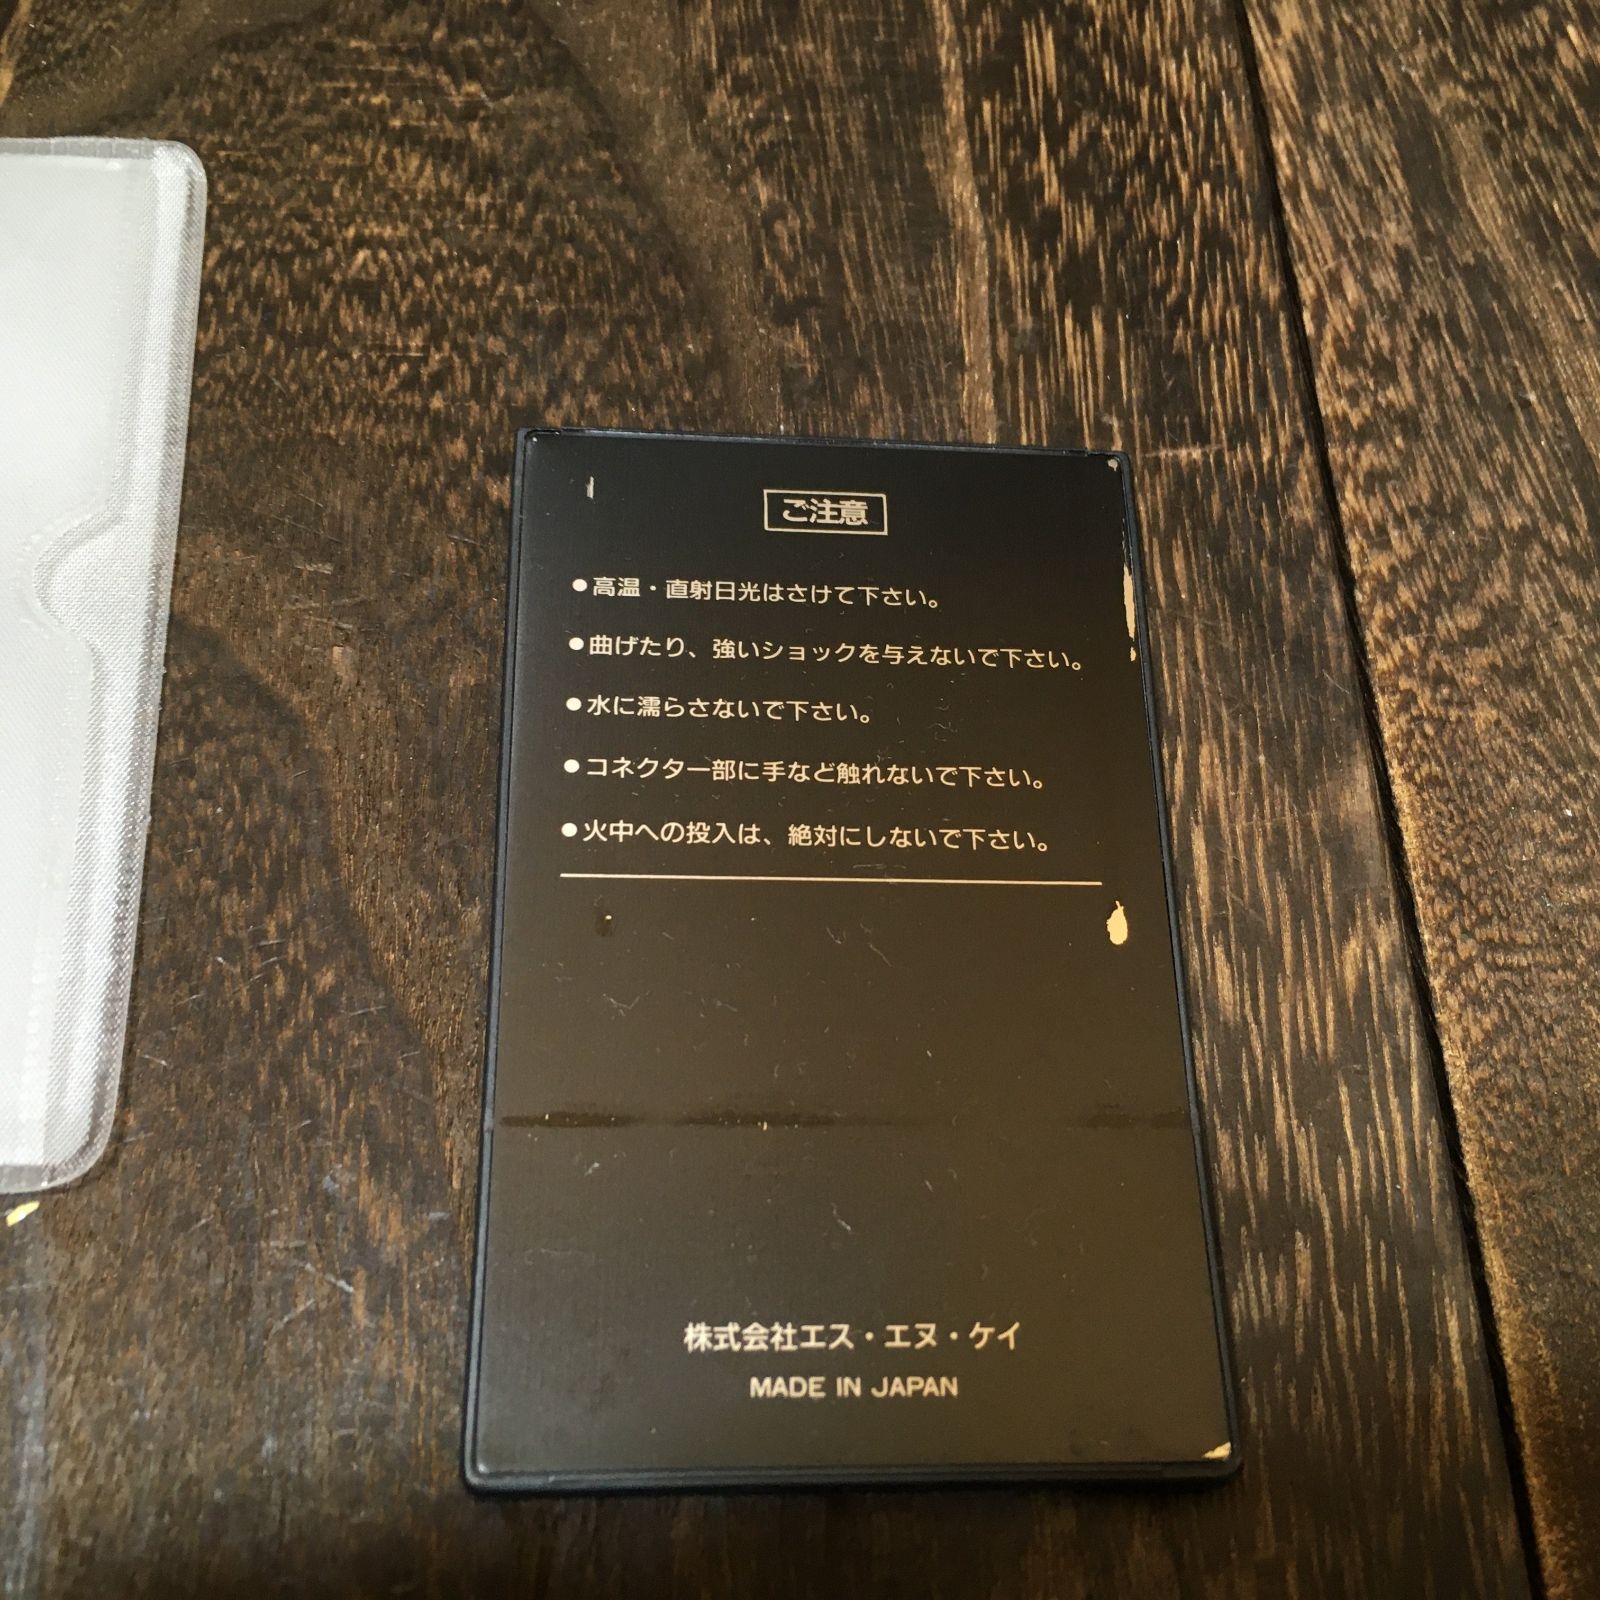 ご注意
●高温・直射日光はさけて下さい。
●曲げたり、強いショックを与えないで下さい。
●水に濡らさないで下さい。
●コネクター部に手など触れないで下さい。
●火中への投入は、絶対にしないで下さい。
株式会社エス・エヌ・ケイ
MADE IN JAPAN